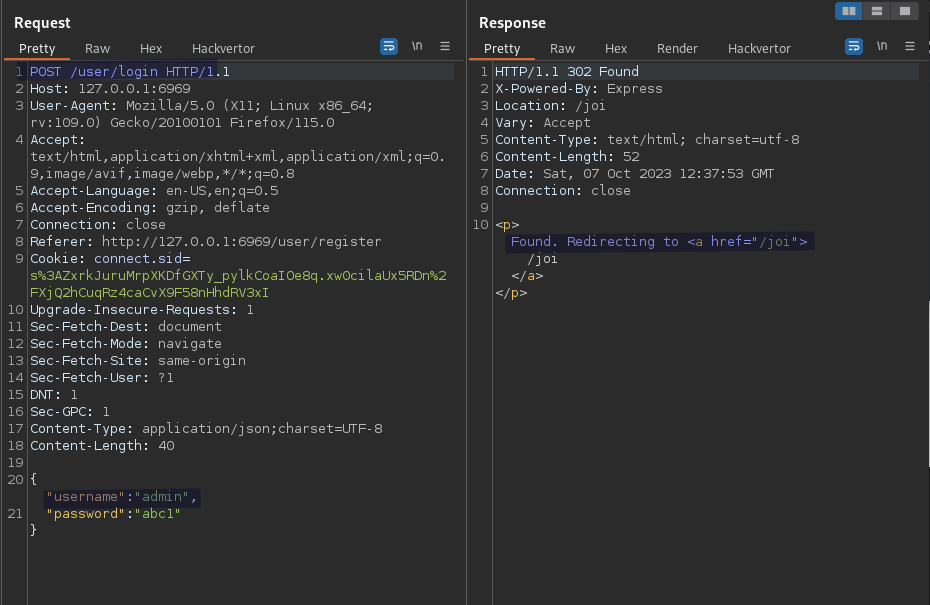 Request
Pretty Raw Hex Hackvertor \n
1 POST /user/login HTTP/1.1
2 Host: 127.0.0.1:6969
3 User-Agent: Mozilla/5.0 (X11; Linux x86_64;
rv:109.0) Gecko/20100101 Firefox/115.0
4 Accept:
text/html,application/xhtml+xml,application/xml;q=0.
9,image/avif,image/webp,*/*;q=0.8
5 Accept-Language: en-US,en;q=0.5
6 Accept-Encoding: gzip, deflate
7 Connection: close
8 Referer: http://127.0.0.1:6969/user/register
9 Cookie: connect.sid=
s%3AZxrkJuruMrpXKDfGXTy_pylkCoaIOe8q.xwOcilaUx5RDn%2
FXjQ2hCuqRz4caCvX9F58nHhdRV3xI
10 Upgrade-Insecure-Requests: 1
11 Sec-Fetch-Dest: document
12 Sec-Fetch-Mode: navigate
13 Sec-Fetch-Site: same-origin
14 Sec-Fetch-User: ?1
15 DNT: 1
16 Sec-GPC: 1
17 Content-Type: application/json;charset=UTF-8
18 Content-Length: 40
19
20 {
"username":"admin",
21 "password":"abc1"
}
Response
Pretty Raw Hex Render Hackvertor \n
1 HTTP/1.1 302 Found
2 X-Powered-By: Express
3 Location: /joi
4 Vary: Accept
5 Content-Type: text/html; charset=utf-8
6 Content-Length: 52
7 Date: Sat, 07 Oct 2023 12:37:53 GMT
8 Connection: close
9
10 <p>
Found. Redirecting to <a href="/joi">
/joi
</a>
</p>